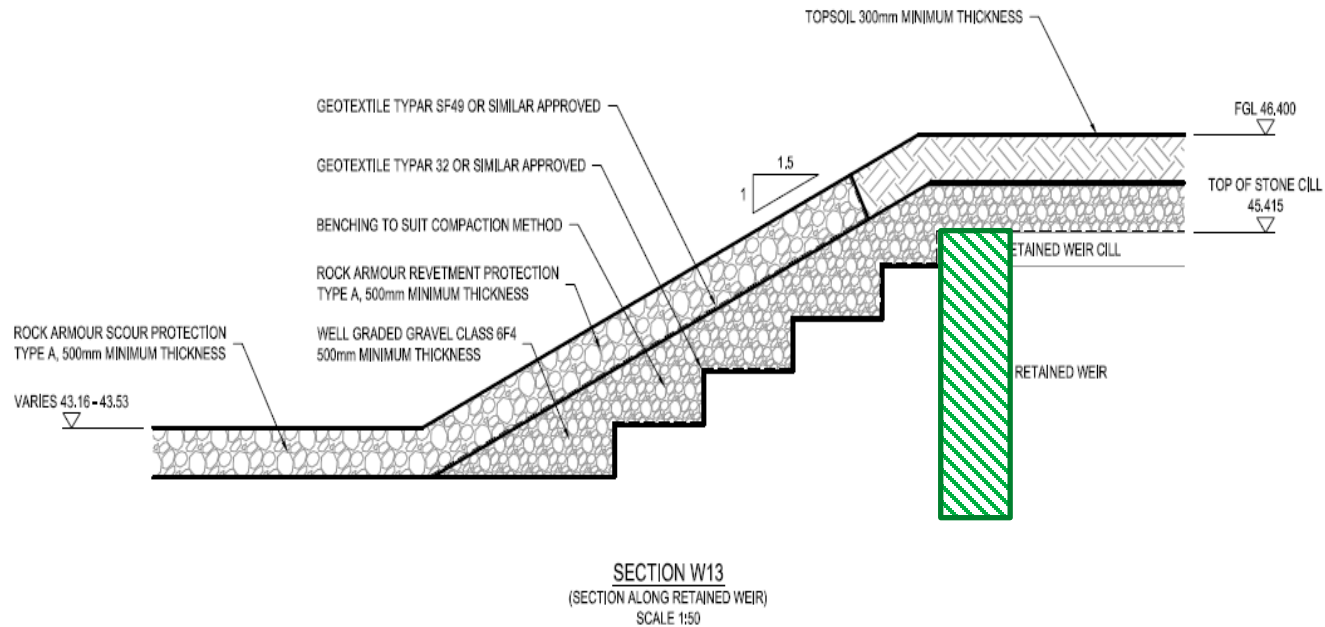 TOPSOIL 300mm MINIMUM THICKNESS
GEOTEXTILE TYPAR SF49 OR SIMILAR APPROVED
FGL 46.400
GEOTEXTILE TYPAR 32 OR SIMILAR APPROVED
1.5
1
TOP OF STONE CILL
45.415
BENCHING TO SUIT COMPACTION METHOD
ETAINED WEIR CILL
ROCK ARMOUR REVETMENT PROTECTION
TYPE A, 500mm MINIMUM THICKNESS
ROCK ARMOUR SCOUR PROTECTION
TYPE A, 500mm MINIMUM THICKNESS
WELL GRADED GRAVEL CLASS 6F4
500mm MINIMUM THICKNESS
RETAINED WEIR
VARIES 43.16 - 43.53
SECTION W13
(SECTION ALONG RETAINED WEIR)
SCALE 1:50